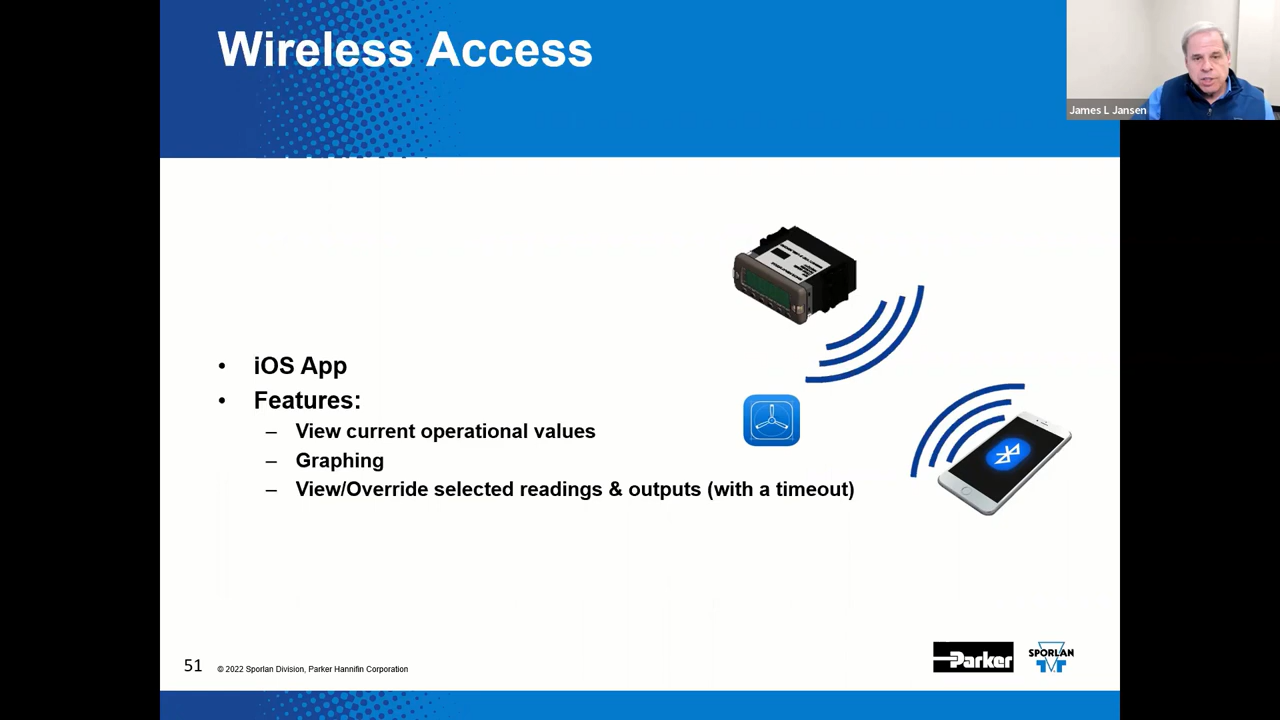 Wireless Access
James L Jansen
• iOS App
• Features:
– View current operational values
– Graphing
– View/Override selected readings & outputs (with a timeout)
51
© 2022 Sporlan Division, Parker Hannifin Corporation
Parker
SPORLAN